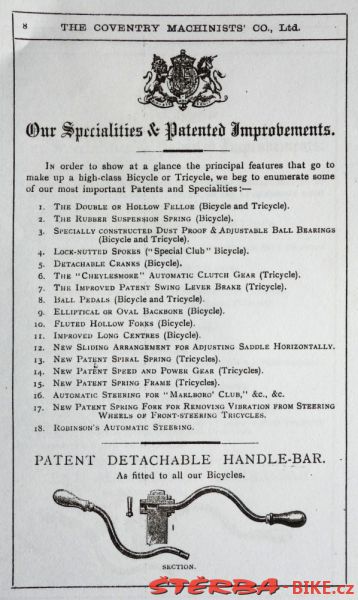 8 THE COVENTRY MACHINISTS' CO., Ltd.
Our Specialities & Patented Improvements.
In order to show at a glance the principal features that go to
make up a high-class Bicycle or Tricycle, we beg to enumerate some
of our most important Patents and Specialities:—
1. The Double or Hollow Felloe (Bicycle and Tricycle).
2. The Rubber Suspension Spring (Bicycle).
3. Specially constructed Dust Proof & Adjustable Ball Bearings
(Bicycle and Tricycle).
4. Lock-nutted Spokes ("Special Club" Bicycle).
5. Detachable Cranks (Bicycle).
6. The "Cheylesmore" Automatic Clutch Gear (Tricycle).
7. The Improved Patent Swing Lever Brake (Tricycle).
8. Ball Pedals (Bicycle and Tricycle).
9. Elliptical or Oval Backbone (Bicycle).
10. Fluted Hollow Forks (Bicycle).
11. Improved Long Centres (Bicycle).
12. New Sliding Arrangement for Adjusting Saddle Horizontally.
13. New Patent Spiral Spring (Tricycles).
14. New Patent Speed and Power Gear (Tricycles).
15. New Patent Spring Frame (Tricycles).
16. Automatic Steering for "Marlboro' Club," &c., &c.
17. New Patent Spring Fork for Removing Vibration from Steering
Wheels of Front-steering Tricycles.
18. Robinson's Automatic Steering.
PATENT DETACHABLE HANDLE-BAR.
As fitted to all our Bicycles.
SECTION.
ŠTĚRBA-BIKE.cz